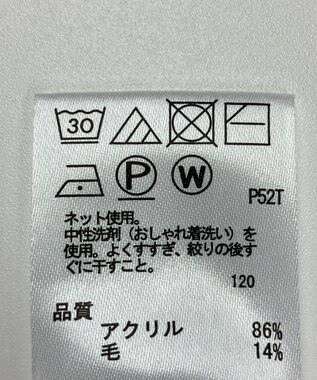 30
P W P52T
ネット使用。
中性洗剤(おしゃれ着洗い)を
使用。よくすすぎ、絞りの後す
ぐに干すこと。
120
品質
アクリル 86%
毛 14%